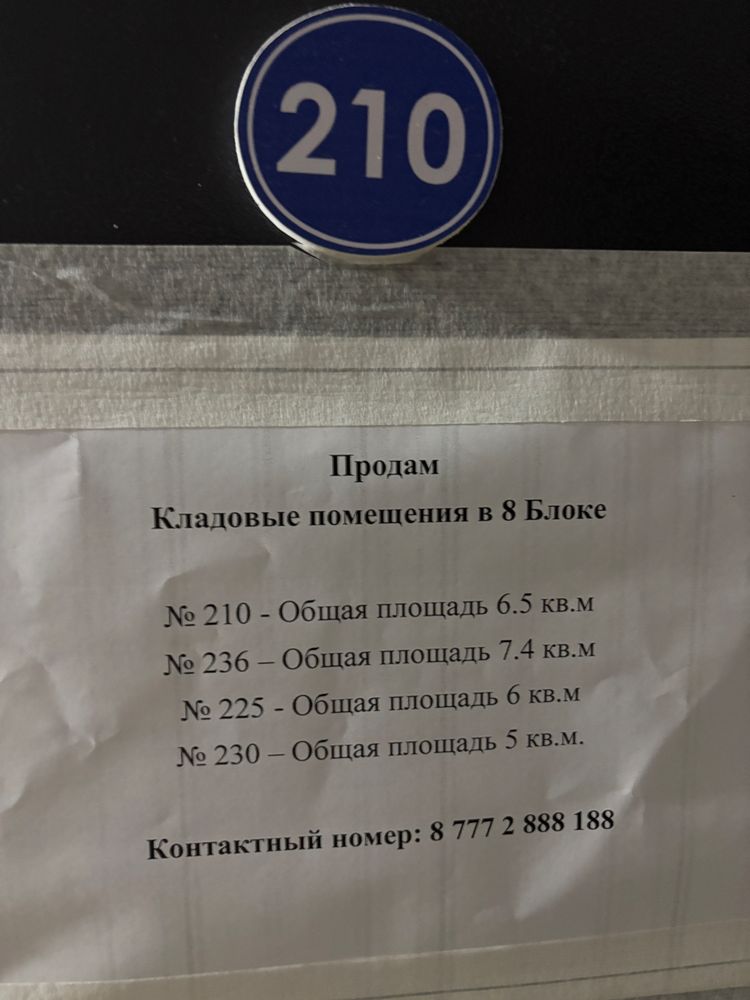 210
Продам
Кладовые помещения в 8 Блоке
№ 210 - Общая площадь 6.5 кв.м
№ 236 – Общая площадь 7.4 кв.м
№ 225 - Общая площадь 6 кв.м
№ 230 – Общая площадь 5 кв.м.
Контактный номер: 8 777 2 888 188